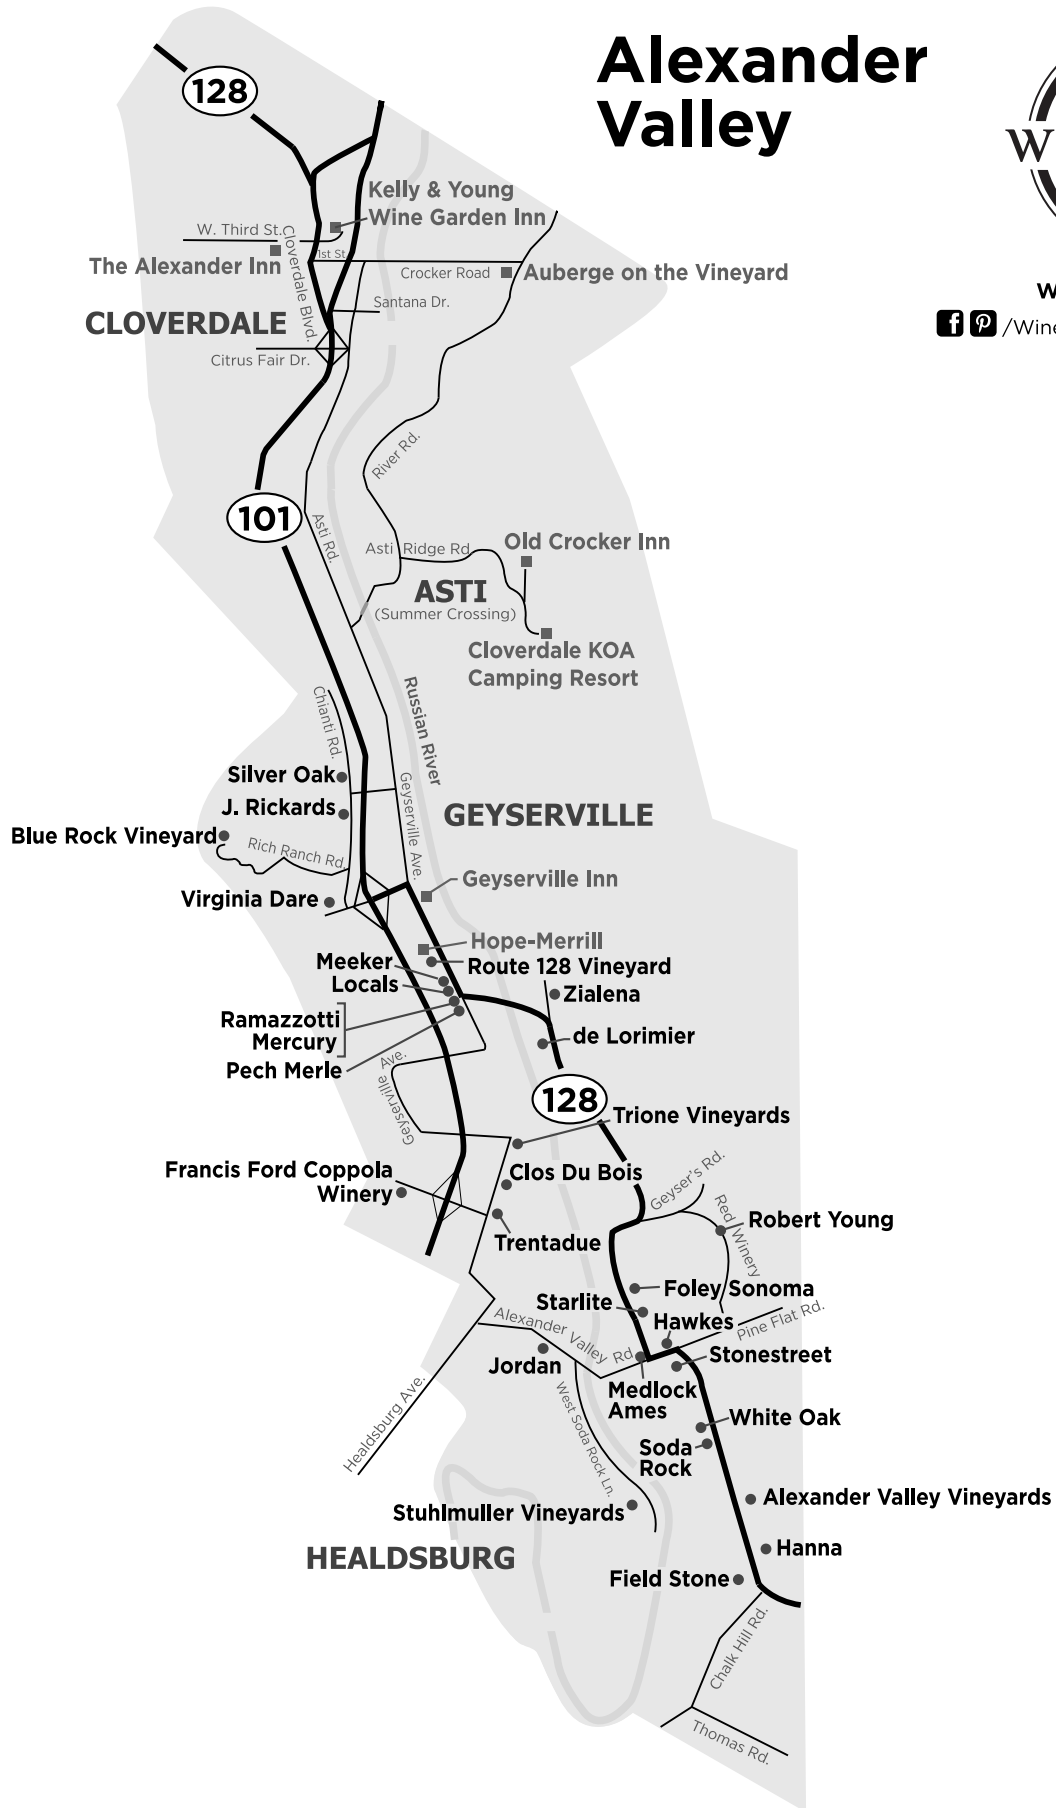 Alexander
Valley
W
W
/Wine
128
Kelly & Young
Wine Garden Inn
W. Third St.
Cloverdale Blvd.
1st St.
The Alexander Inn
Crocker Road
Auberge on the Vineyard
Santana Dr.
CLOVERDALE
Citrus Fair Dr.
River Rd.
101
Asti Rd.
Asti Ridge Rd
Old Crocker Inn
ASTI
(Summer Crossing)
Cloverdale KOA
Camping Resort
Russian River
Chianti Rd.
Silver Oak
Geyserville Ave.
J. Rickards
GEYSERVILLE
Blue Rock Vineyard
Rich Ranch Rd.
Geyserville Inn
Virginia Dare
Hope-Merrill
Meeker
Route 128 Vineyard
Locals
Zialena
Ramazzotti
Mercury
de Lorimier
Pech Merle
Geyserville Ave.
128
Trione Vineyards
Francis Ford Coppola
Winery
Clos Du Bois
Geyser's Rd.
Red Winery
Robert Young
Trentadue
Foley Sonoma
Starlite
Alexander Valley Rd
Hawkes
Pine Flat Rd.
Jordan
Stonestreet
Medlock
Ames
West Soda Rock Ln.
White Oak
Healdsburg Ave.
Soda
Rock
Alexander Valley Vineyards
Stuhlmuller Vineyards
Hanna
HEALDSBURG
Field Stone
Chalk Hill Rd.
Thomas Rd.